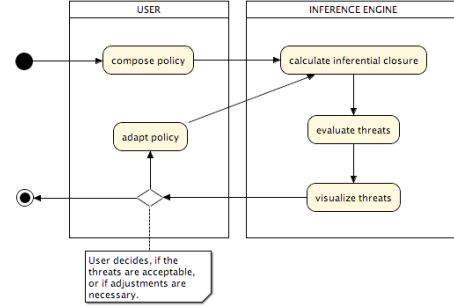 USER
INFERENCE ENGINE
compose policy
calculate inferential closure
adapt policy
evaluate threats
visualize threats
User decides, if the
threats are acceptable,
or if adjustments are
necessary.